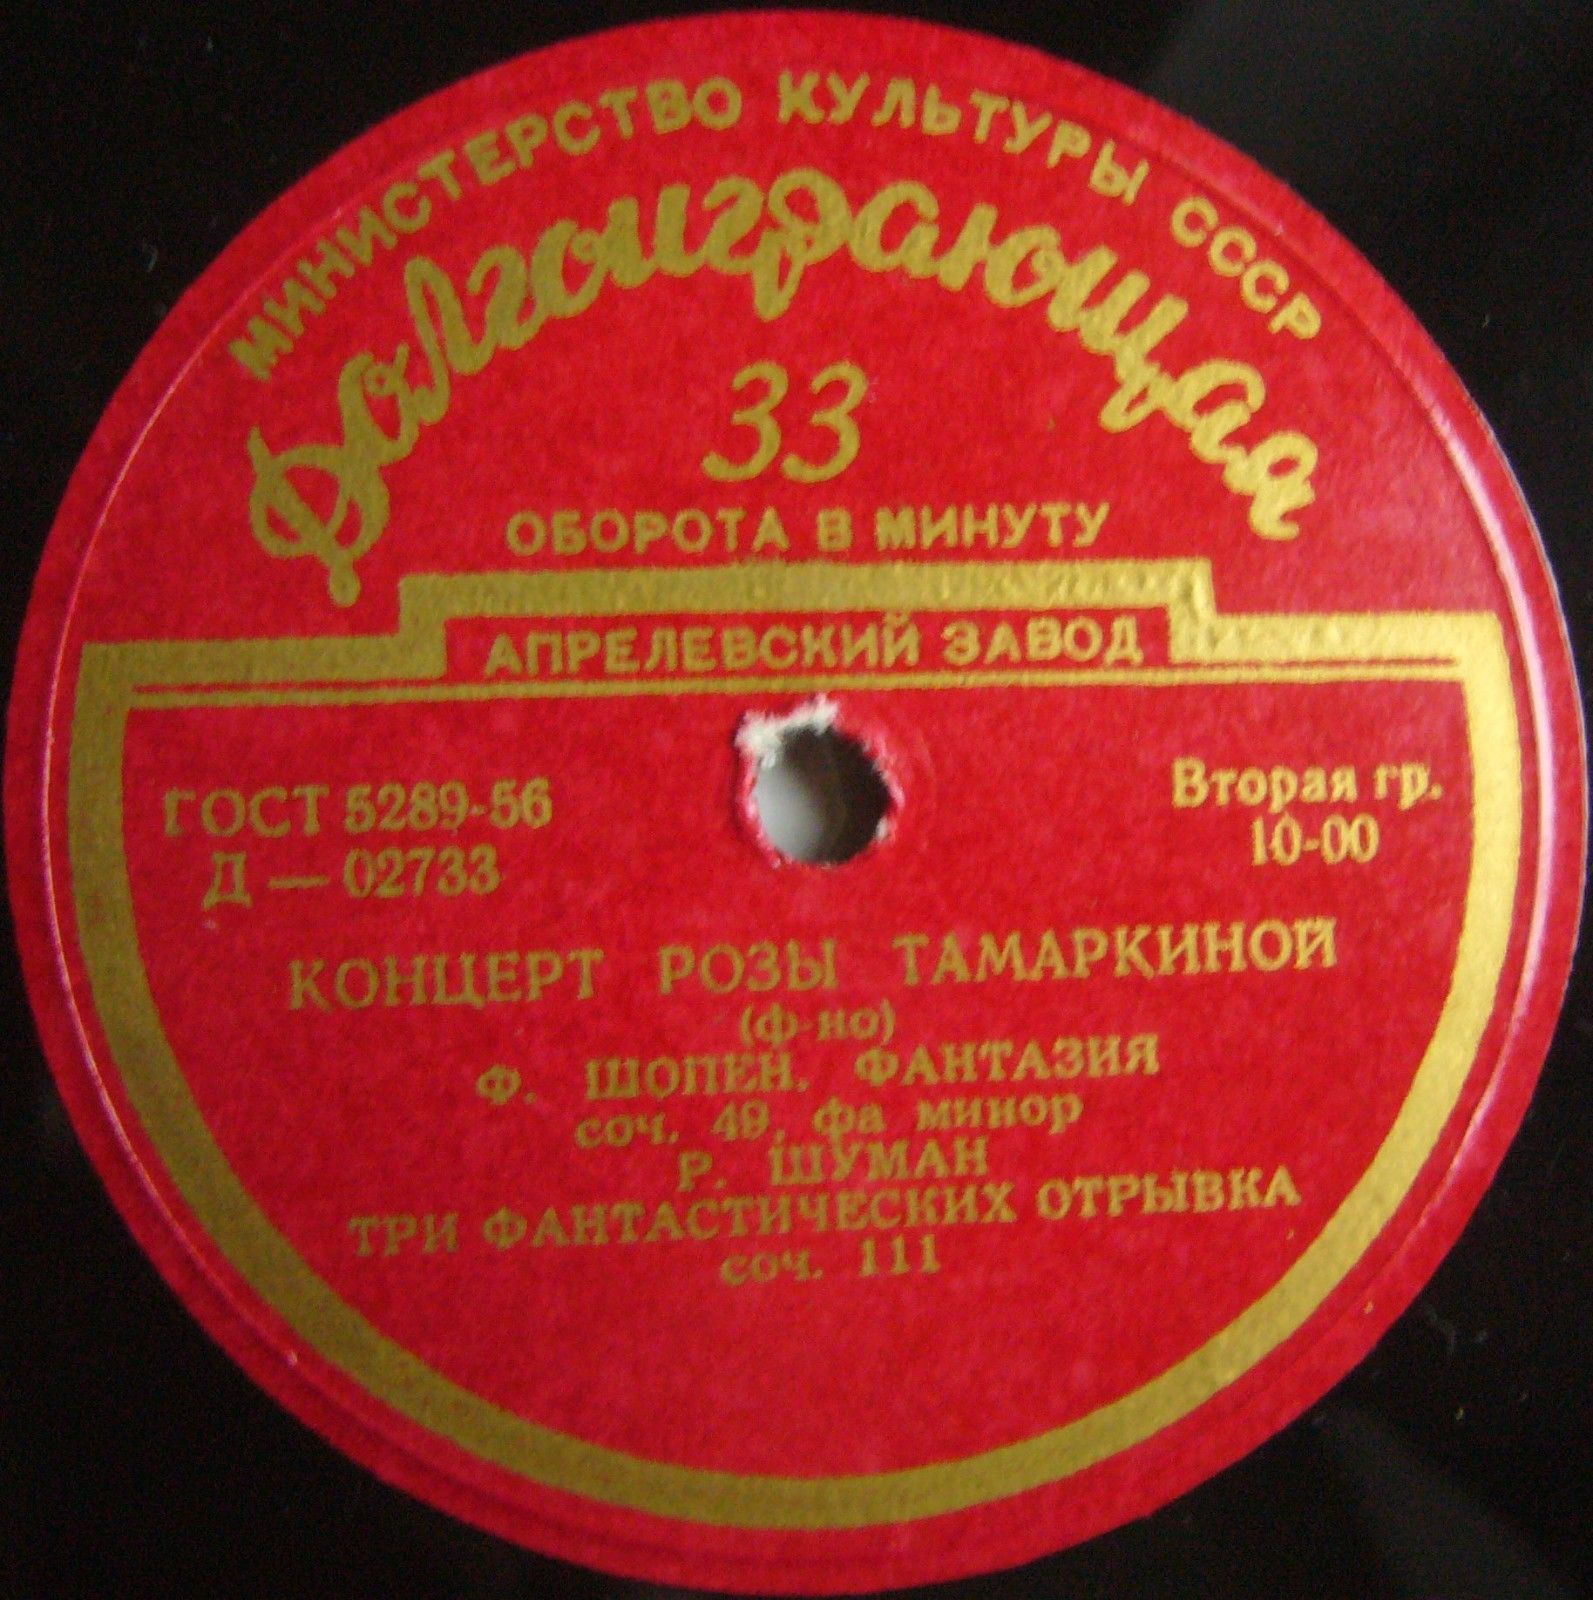 МИНИСТЕРСТВО КУЛЬТУРЫ СССР
Долгоиграющая
33
ОБОРОТА В МИНУТУ
АПРЕЛЕВСКИЙ ЗАВОД
ГОСТ 5289-56
Д — 02733
Вторая гр.
10-00
КОНЦЕРТ РОЗЫ ТАМАРКИНОЙ
(ф-но)
Ф. ШОПЕН. ФАНТАЗИЯ
соч. 49, фа минор
Р. ШУМАН
ТРИ ФАНТАСТИЧЕСКИХ ОТРЫВКА
соч. 111